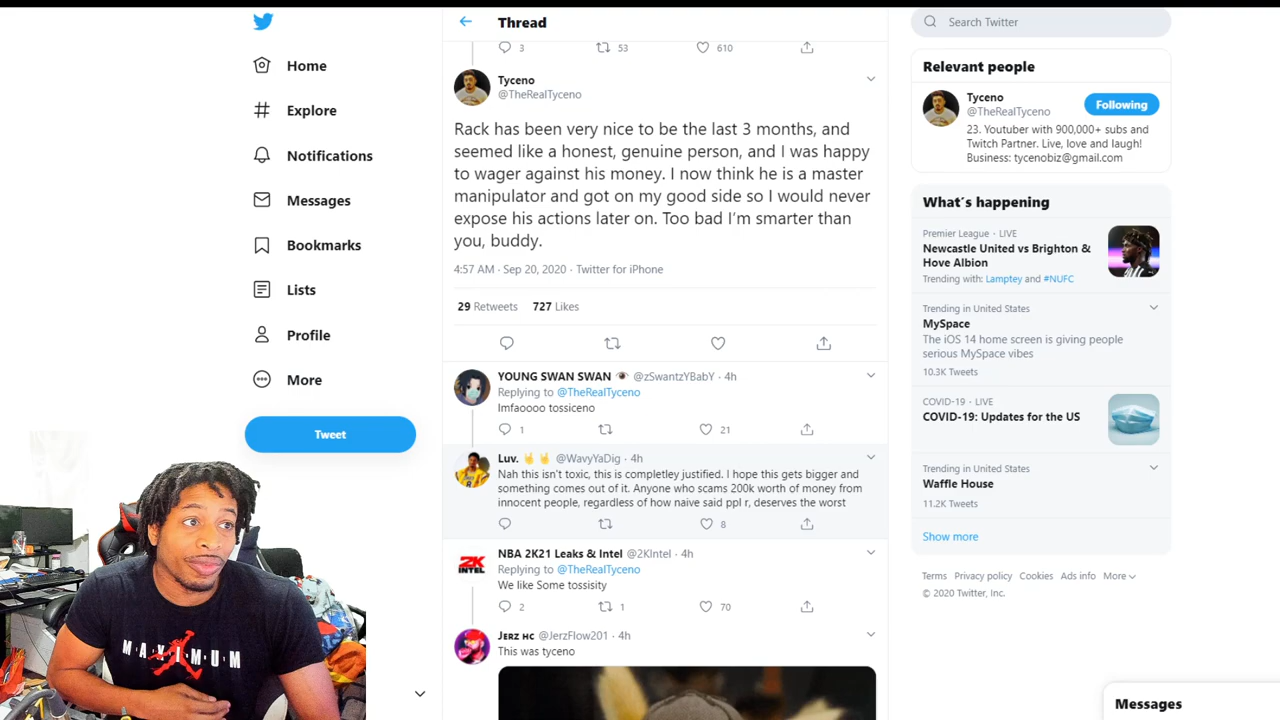 Thread
Search Twitter
3
53
610
Home
Explore
Notifications
Messages
Bookmarks
Lists
Profile
More
Tweet
Tyceno
@TheRealTyceno
Rack has been very nice to be the last 3 months, and
seemed like a honest, genuine person, and I was happy
to wager against his money. I now think he is a master
manipulator and got on my good side so I would never
expose his actions later on. Too bad I'm smarter than
you, buddy.
4:57 AM · Sep 20, 2020 · Twitter for iPhone
29 Retweets 727 Likes
YOUNG SWAN SWAN 👁 @zSwantzYBabY · 4h
Replying to @TheRealTyceno
lmfaoooo tossiceno
1
21
Luv. 🤘🤘 @WavyYaDig · 4h
Nah this isn't toxic, this is completley justified. I hope this gets bigger and
something comes out of it. Anyone who scams 200k worth of money from
innocent people, regardless of how naive said ppl r, deserves the worst
8
2K
INTEL
NBA 2K21 Leaks & Intel @2KIntel · 4h
Replying to @TheRealTyceno
We like Some tossisity
2
1
70
Jerz HC @JerzFlow201 · 4h
This was tyceno
Relevant people
Tyceno
@TheRealTyceno
Following
23. Youtuber with 900,000+ subs and
Twitch Partner. Live, love and laugh!
Business: tycenobiz@gmail.com
What's happening
Premier League · LIVE
Newcastle United vs Brighton &
Hove Albion
Trending with: Lamptey and #NUFC
Trending in United States
MySpace
The iOS 14 home screen is giving people
serious MySpace vibes
10.3K Tweets
COVID-19 · LIVE
COVID-19: Updates for the US
Trending in United States
Waffle House
11.2K Tweets
Show more
Terms Privacy policy Cookies Ads info More
© 2020 Twitter, Inc.
Messages
MAXIMUM